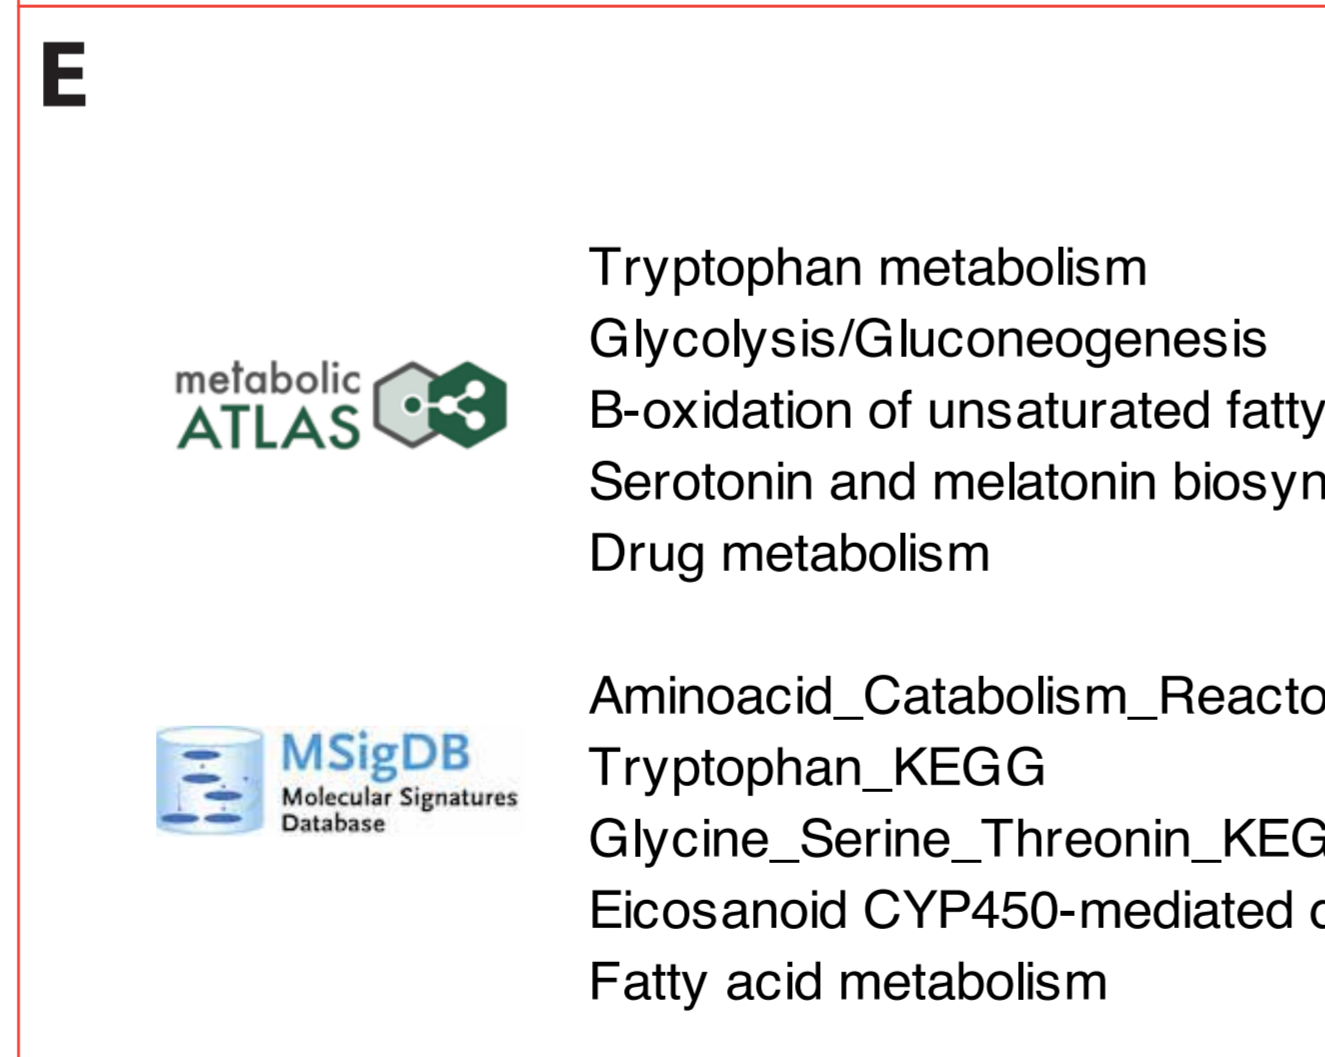 E
Tryptophan metabolism
Glycolysis/Gluconeogenesis
B-oxidation of unsaturated fatty
Serotonin and melatonin biosyn
Drug metabolism
metabolic
ATLAS
Aminoacid_Catabolism_Reacto
Tryptophan_KEGG
Glycine_Serine_Threonin_KEG
Eicosanoid CYP450-mediated
Fatty acid metabolism
MSigDB
Molecular Signatures
Database